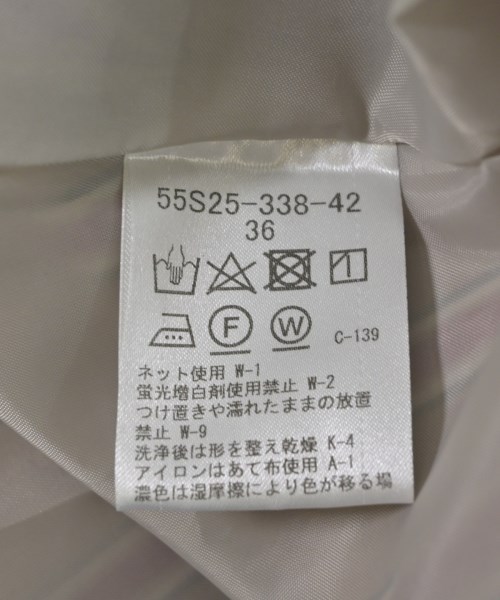 55S25-338-42
36
F W C-139
ネット使用 W-1
蛍光増白剤使用禁止 W-2
つけ置きや濡れたままの放置
禁止 W-9
洗浄後は形を整え乾燥 K-4
アイロンはあて布使用 A-1
濃色は湿摩擦により色が移る場